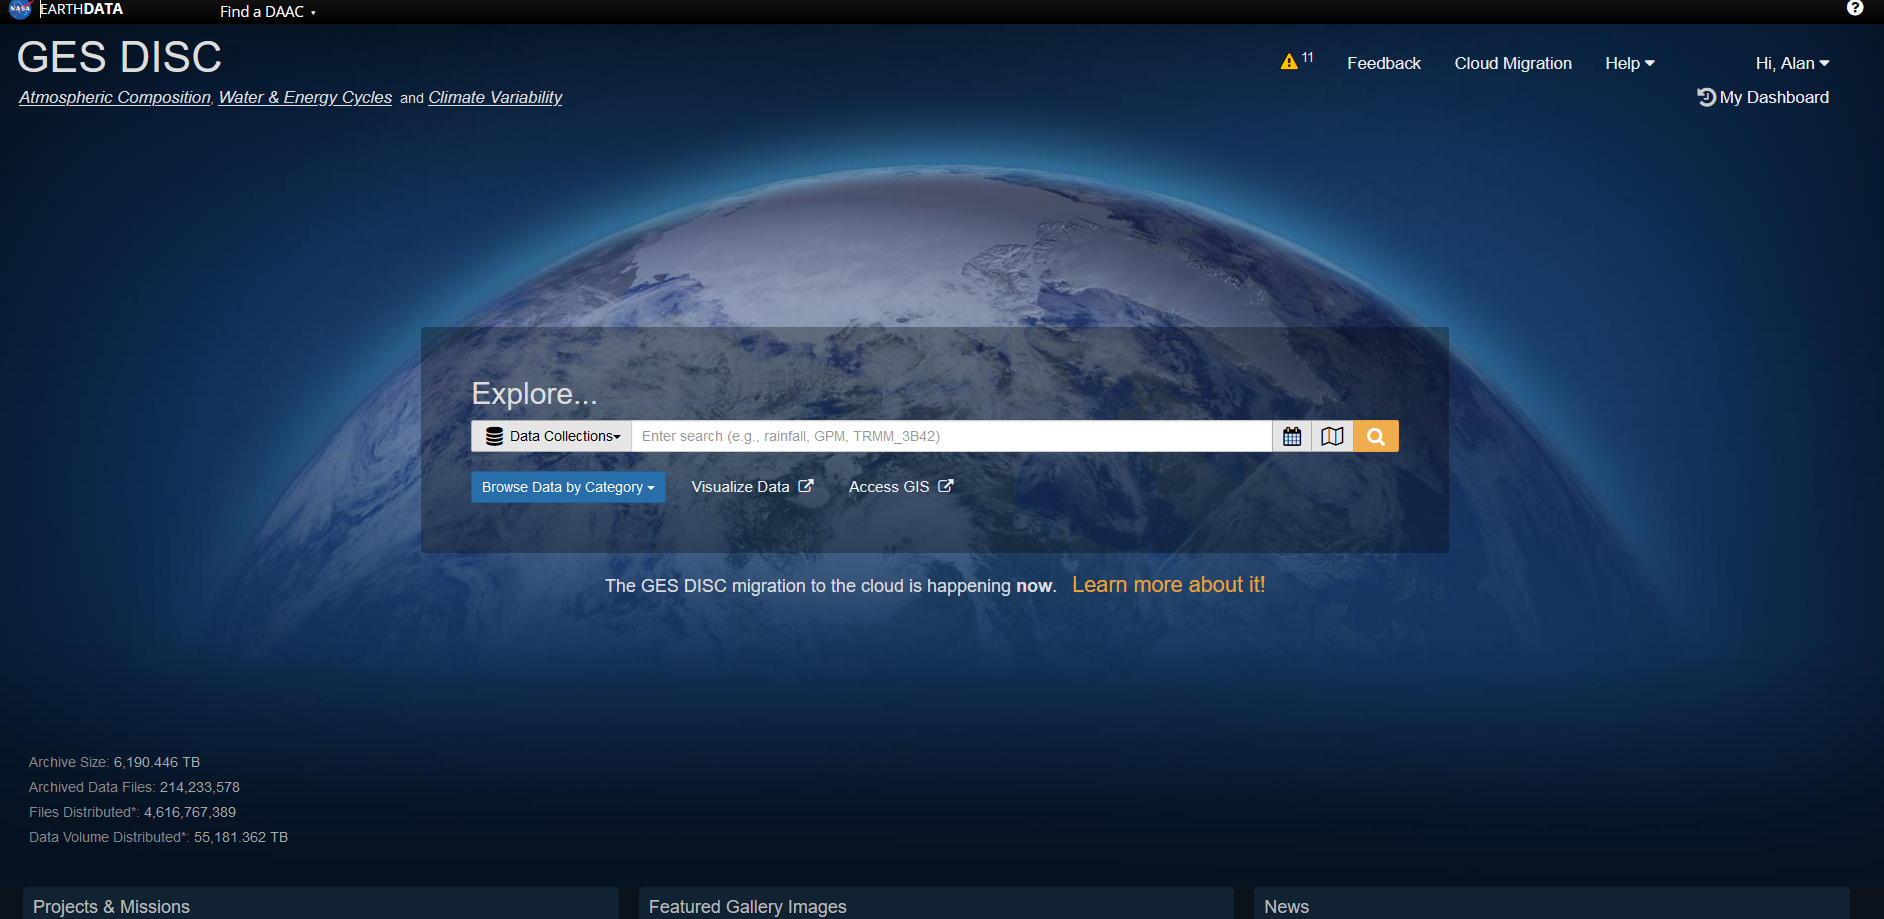 NASA EARTHDATA Find a DAAC ?
GES DISC
11 Feedback Cloud Migration Help Hi, Alan
Atmospheric Composition, Water & Energy Cycles and Climate Variability
My Dashboard
Explore...
Data Collections Enter search (e.g., rainfall, GPM, TRMM_3B42)
Browse Data by Category Visualize Data Access GIS
The GES DISC migration to the cloud is happening now. Learn more about it!
Archive Size: 6,190.446 TB
Archived Data Files: 214,233,578
Files Distributed*: 4,616,767,389
Data Volume Distributed*: 55,181.362 TB
Projects & Missions Featured Gallery Images News